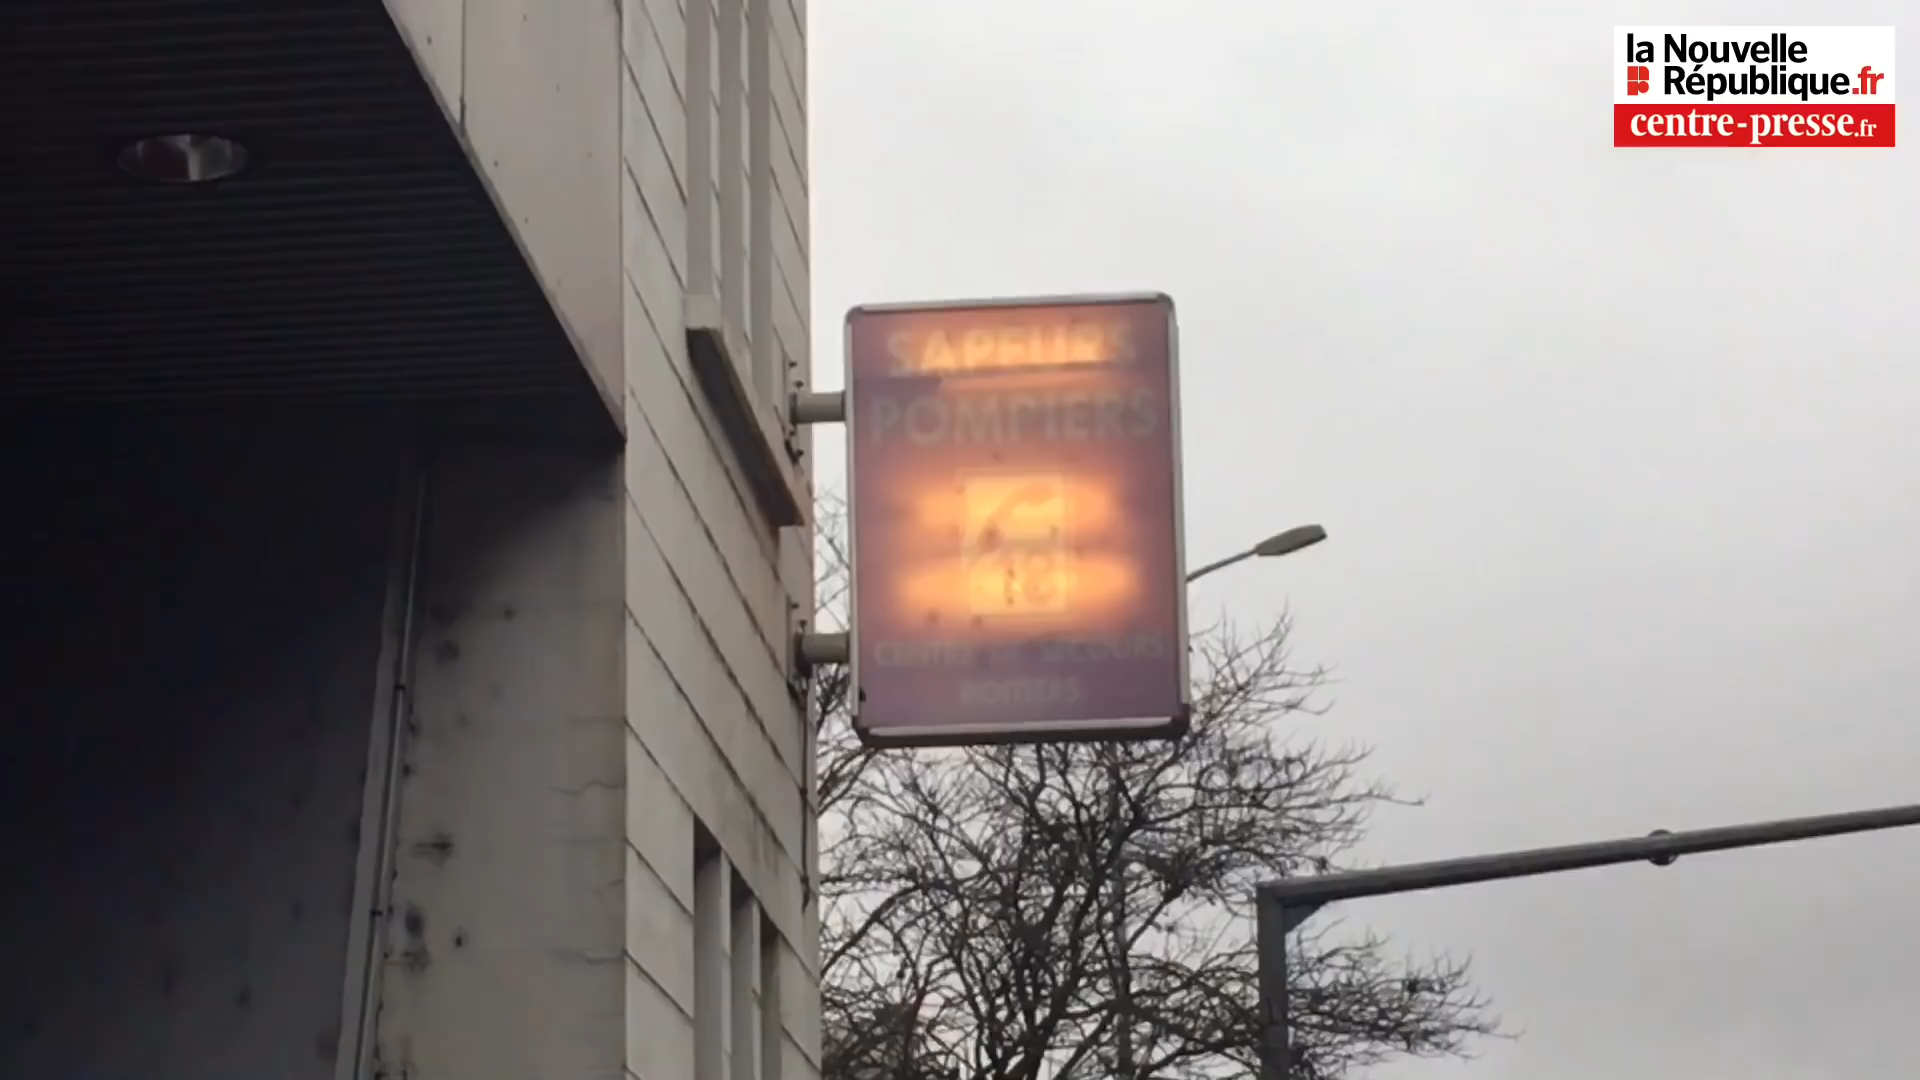 la Nouvelle
République.fr
centre-presse.fr
SAPEURS
POMPIERS
18
CENTRE DE SECOURS
POITIERS